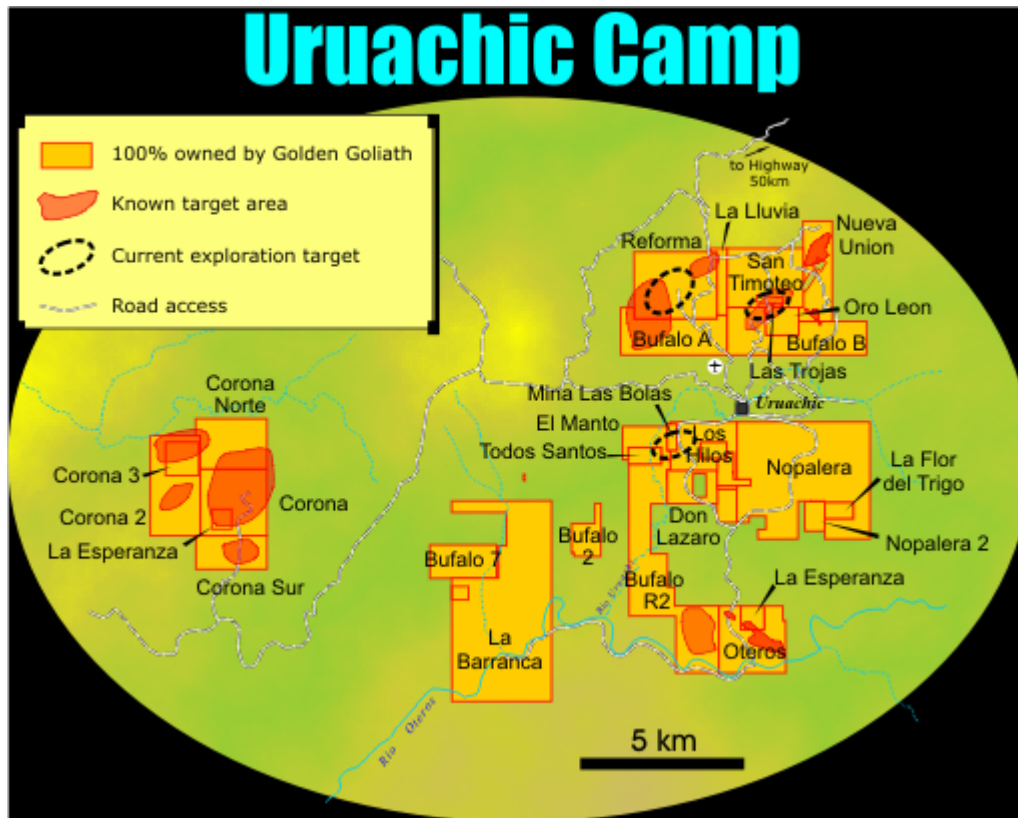 Uruachic Camp
100% owned by Golden Goliath
Known target area
Current exploration target
Road access
to Highway
50km
La Lluvia
Nueva
Union
Reforma
San
Timoteo
Oro Leon
Bufalo A
Bufalo B
Las Trojas
Mina Las Bolas
Uruachic
El Manto
Los
Hilos
Todos Santos
Nopalera
La Flor
del Trigo
Corona
Norte
Corona 3
Corona
Corona 2
La Esperanza
Corona Sur
Bufalo 7
Bufalo
2
Don
Lazaro
Nopalera 2
La Esperanza
Bufalo
R2
La
Barranca
Oteros
Rio Oteros
5 km